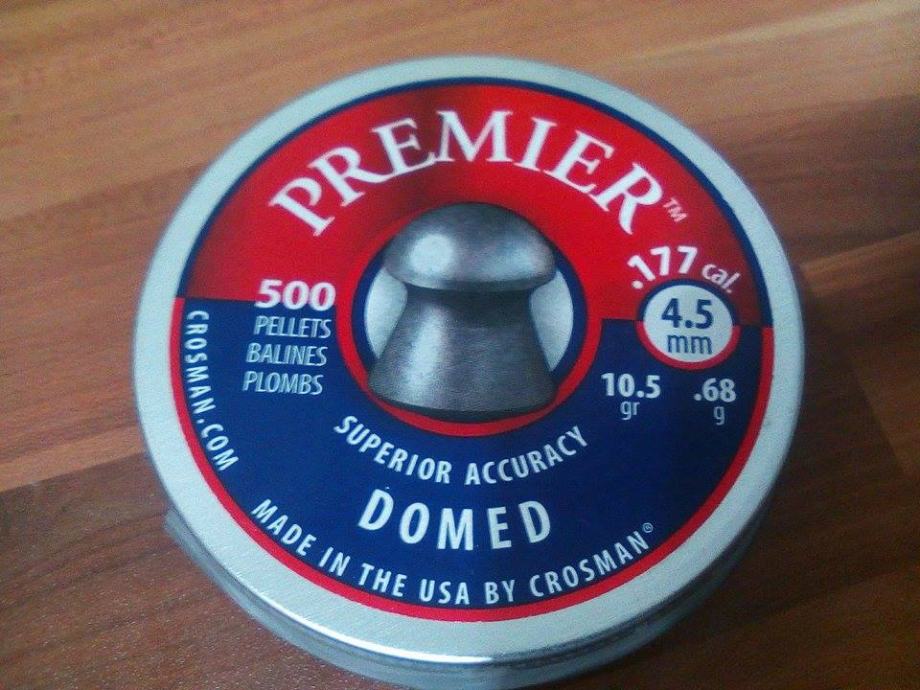 PREMIER™
.177 cal.
4.5
mm
500
PELLETS
BALINES
PLOMBS
10.5
gr
.68
g
CROSMAN.COM
SUPERIOR ACCURACY
DOMED
MADE IN THE USA BY CROSMAN®